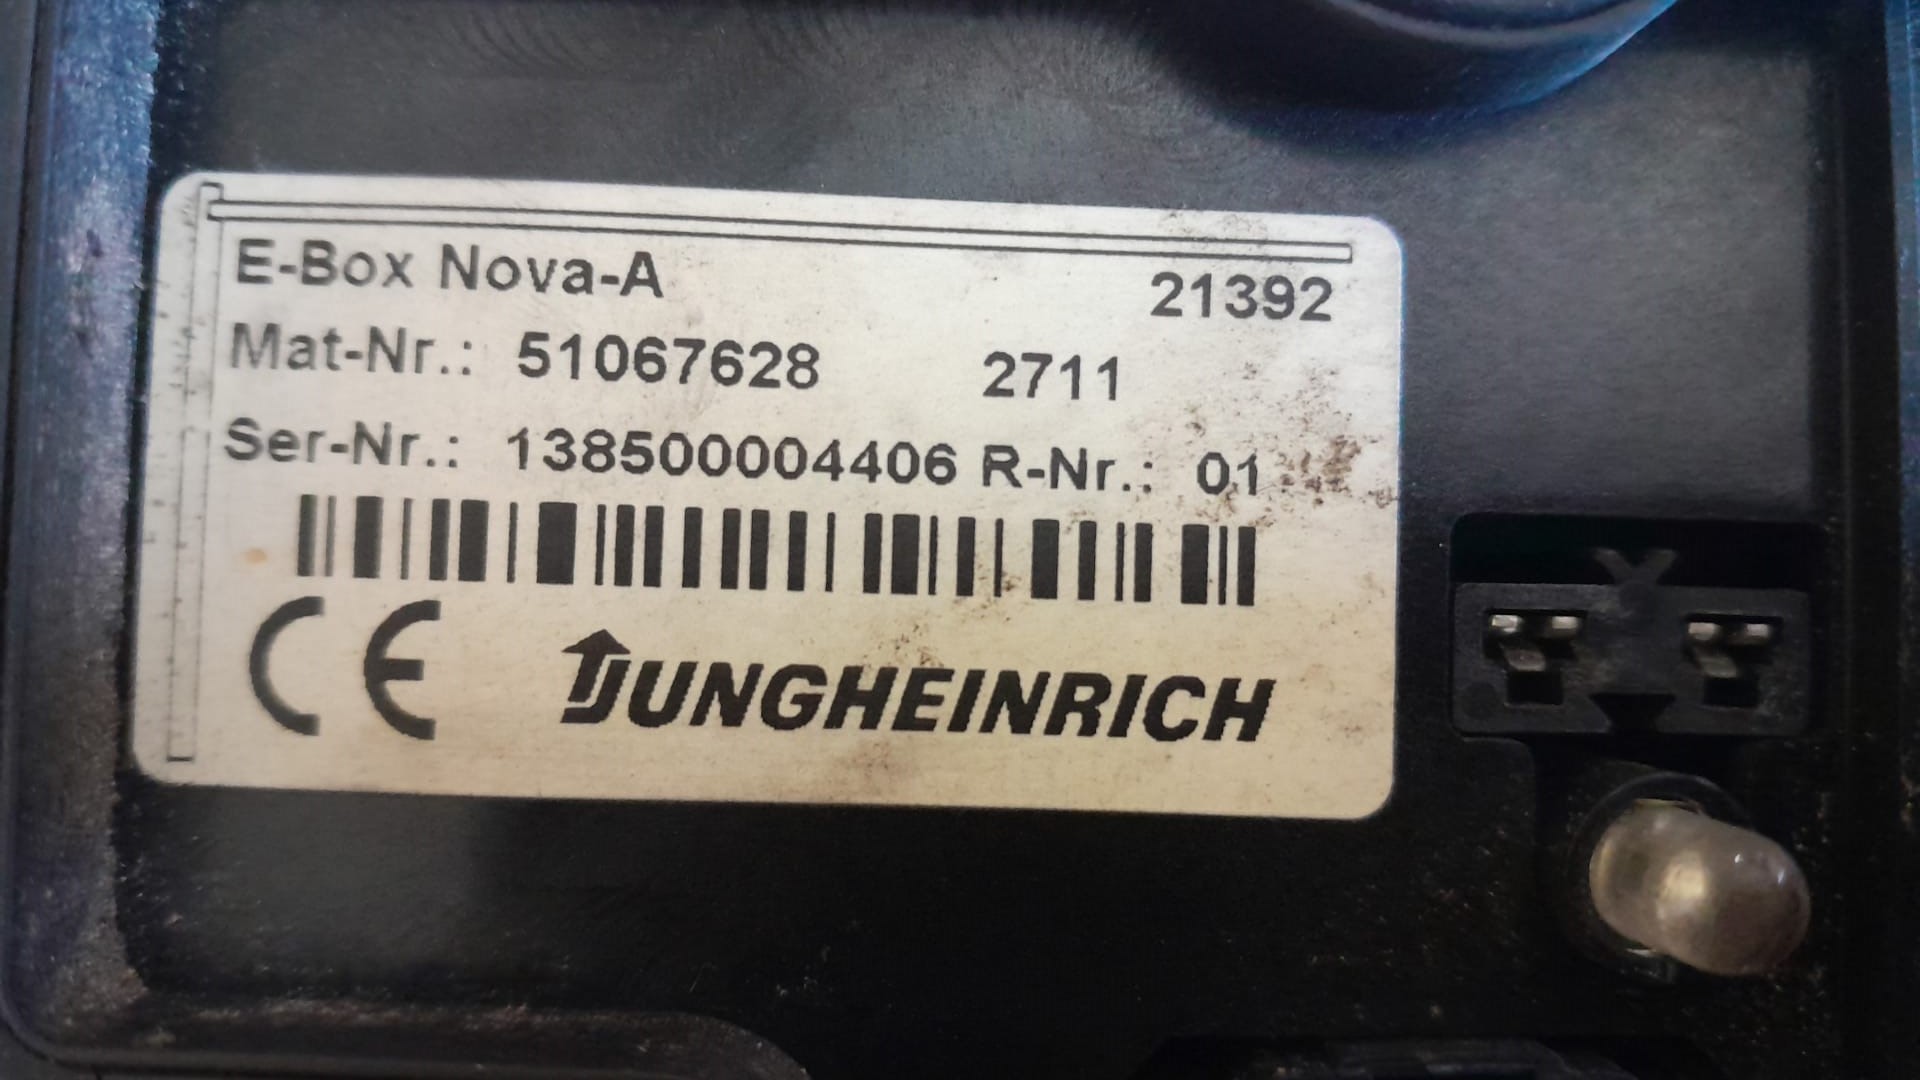 E-Box Nova-A 21392
Mat-Nr.: 51067628 2711
Ser-Nr.: 138500004406 R-Nr.: 01
CE JUNGHEINRICH